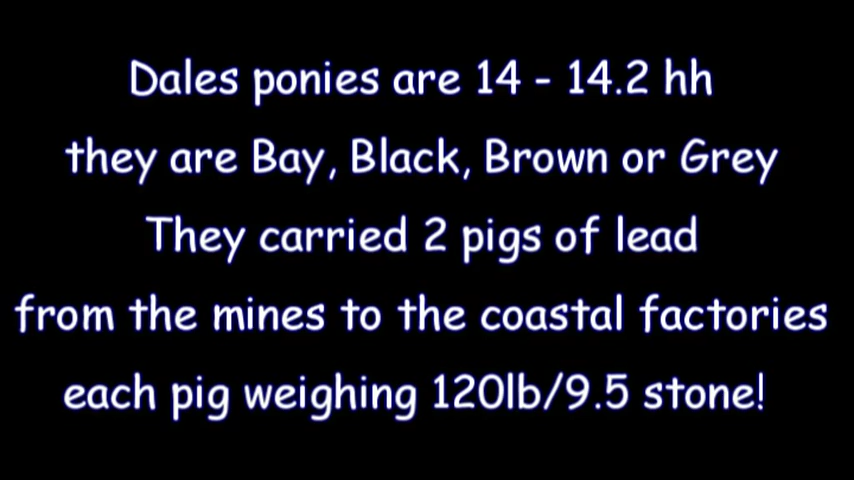 Dales ponies are 14 - 14.2 hh
they are Bay, Black, Brown or Grey
They carried 2 pigs of lead
from the mines to the coastal factories
each pig weighing 120lb/9.5 stone!